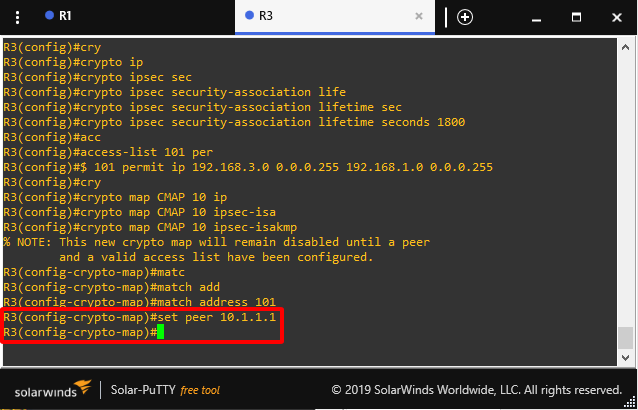 R1
R3
R3(config)#cry
R3(config)#crypto ip
R3(config)#crypto ipsec sec
R3(config)#crypto ipsec security-association life
R3(config)#crypto ipsec security-association lifetime sec
R3(config)#crypto ipsec security-association lifetime seconds 1800
R3(config)#acc
R3(config)#access-list 101 per
R3(config)#$ 101 permit ip 192.168.3.0 0.0.0.255 192.168.1.0 0.0.0.255
R3(config)#cry
R3(config)#crypto map CMAP 10 ip
R3(config)#crypto map CMAP 10 ipsec-isa
R3(config)#crypto map CMAP 10 ipsec-isakmp
% NOTE: This new crypto map will remain disabled until a peer
and a valid access list have been configured.
R3(config-crypto-map)#matc
R3(config-crypto-map)#match add
R3(config-crypto-map)#match address 101
R3(config-crypto-map)#set peer 10.1.1.1
R3(config-crypto-map)#
solarwinds
Solar-PuTTY free tool
© 2019 SolarWinds Worldwide, LLC. All rights reserved.